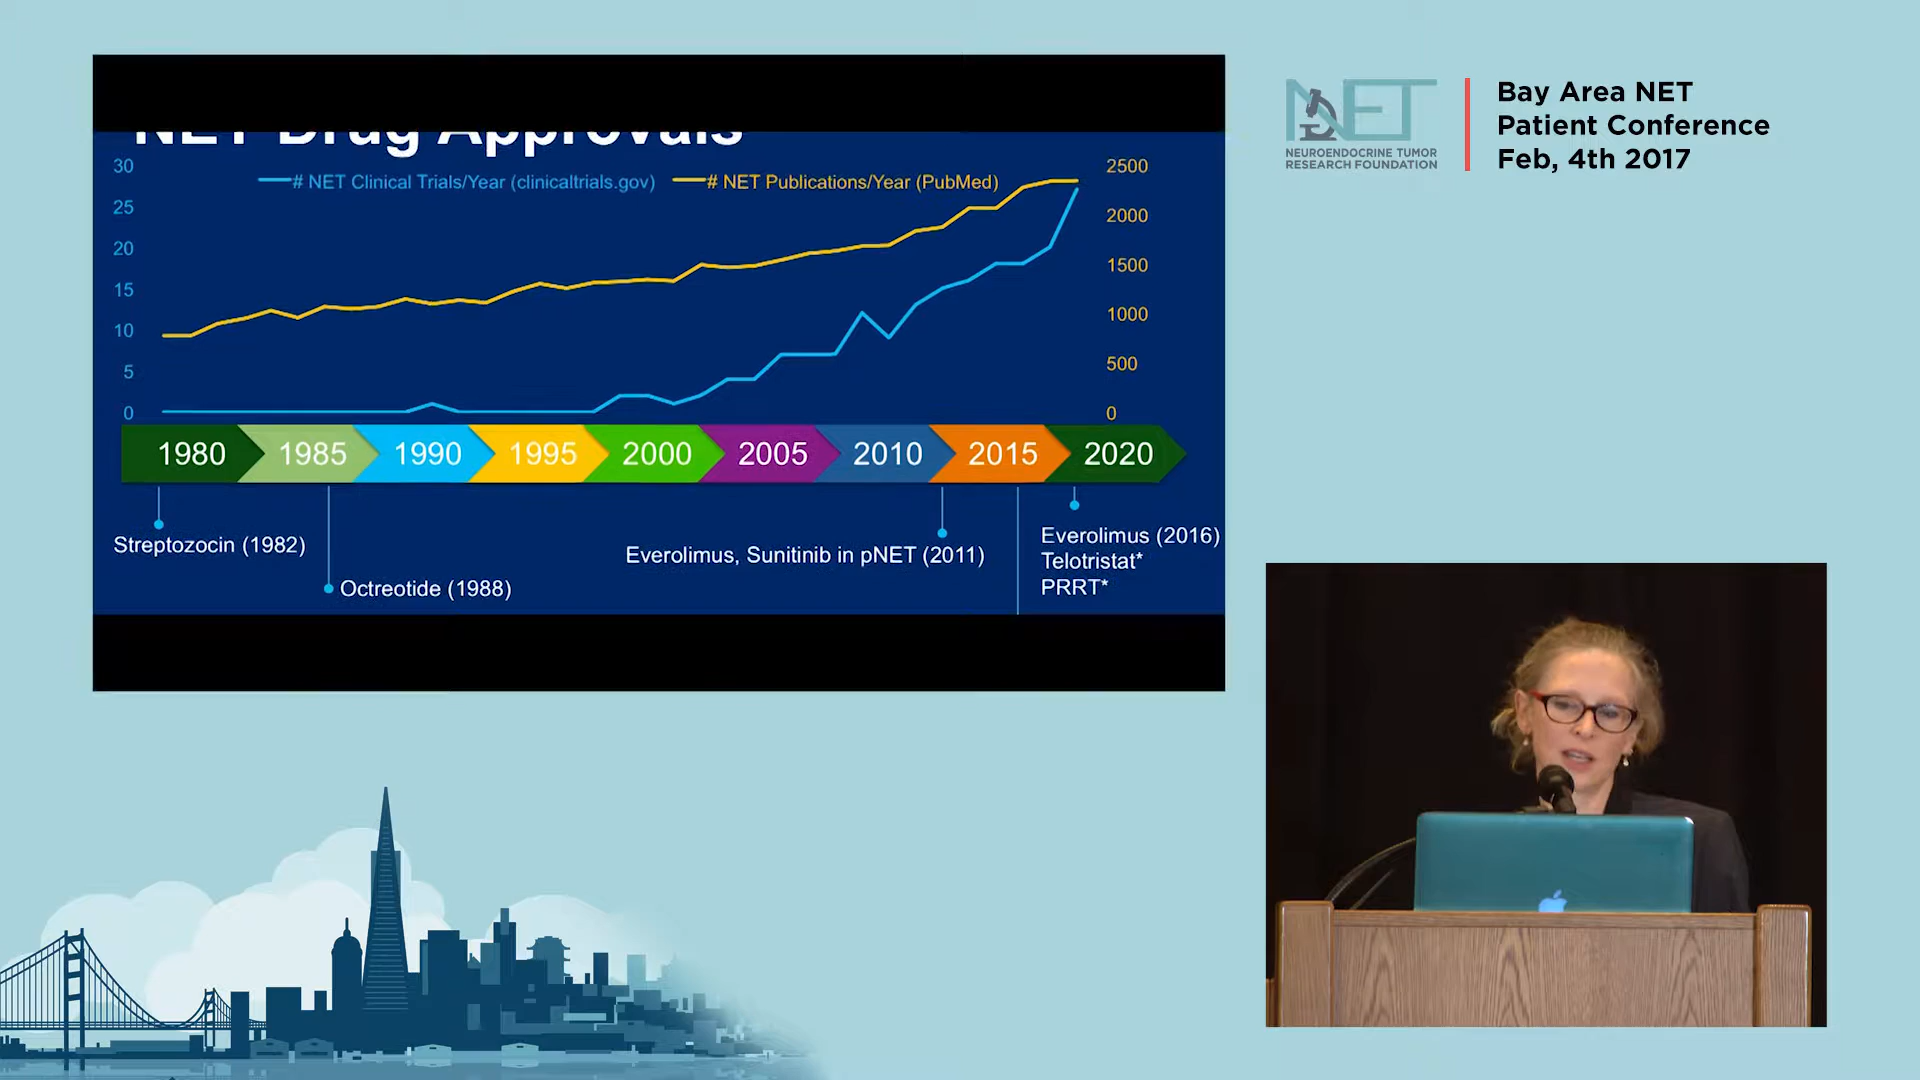 NET Drug Approvals
30
25
20
15
10
5
0
# NET Clinical Trials/Year (clinicaltrials.gov)
# NET Publications/Year (PubMed)
2500
2000
1500
1000
500
0
1980 1985 1990 1995 2000 2005 2010 2015 2020
Streptozocin (1982)
Octreotide (1988)
Everolimus, Sunitinib in pNET (2011)
Everolimus (2016)
Telotristat*
PRRT*
NET
NEUROENDOCRINE TUMOR
RESEARCH FOUNDATION
Bay Area NET
Patient Conference
Feb, 4th 2017